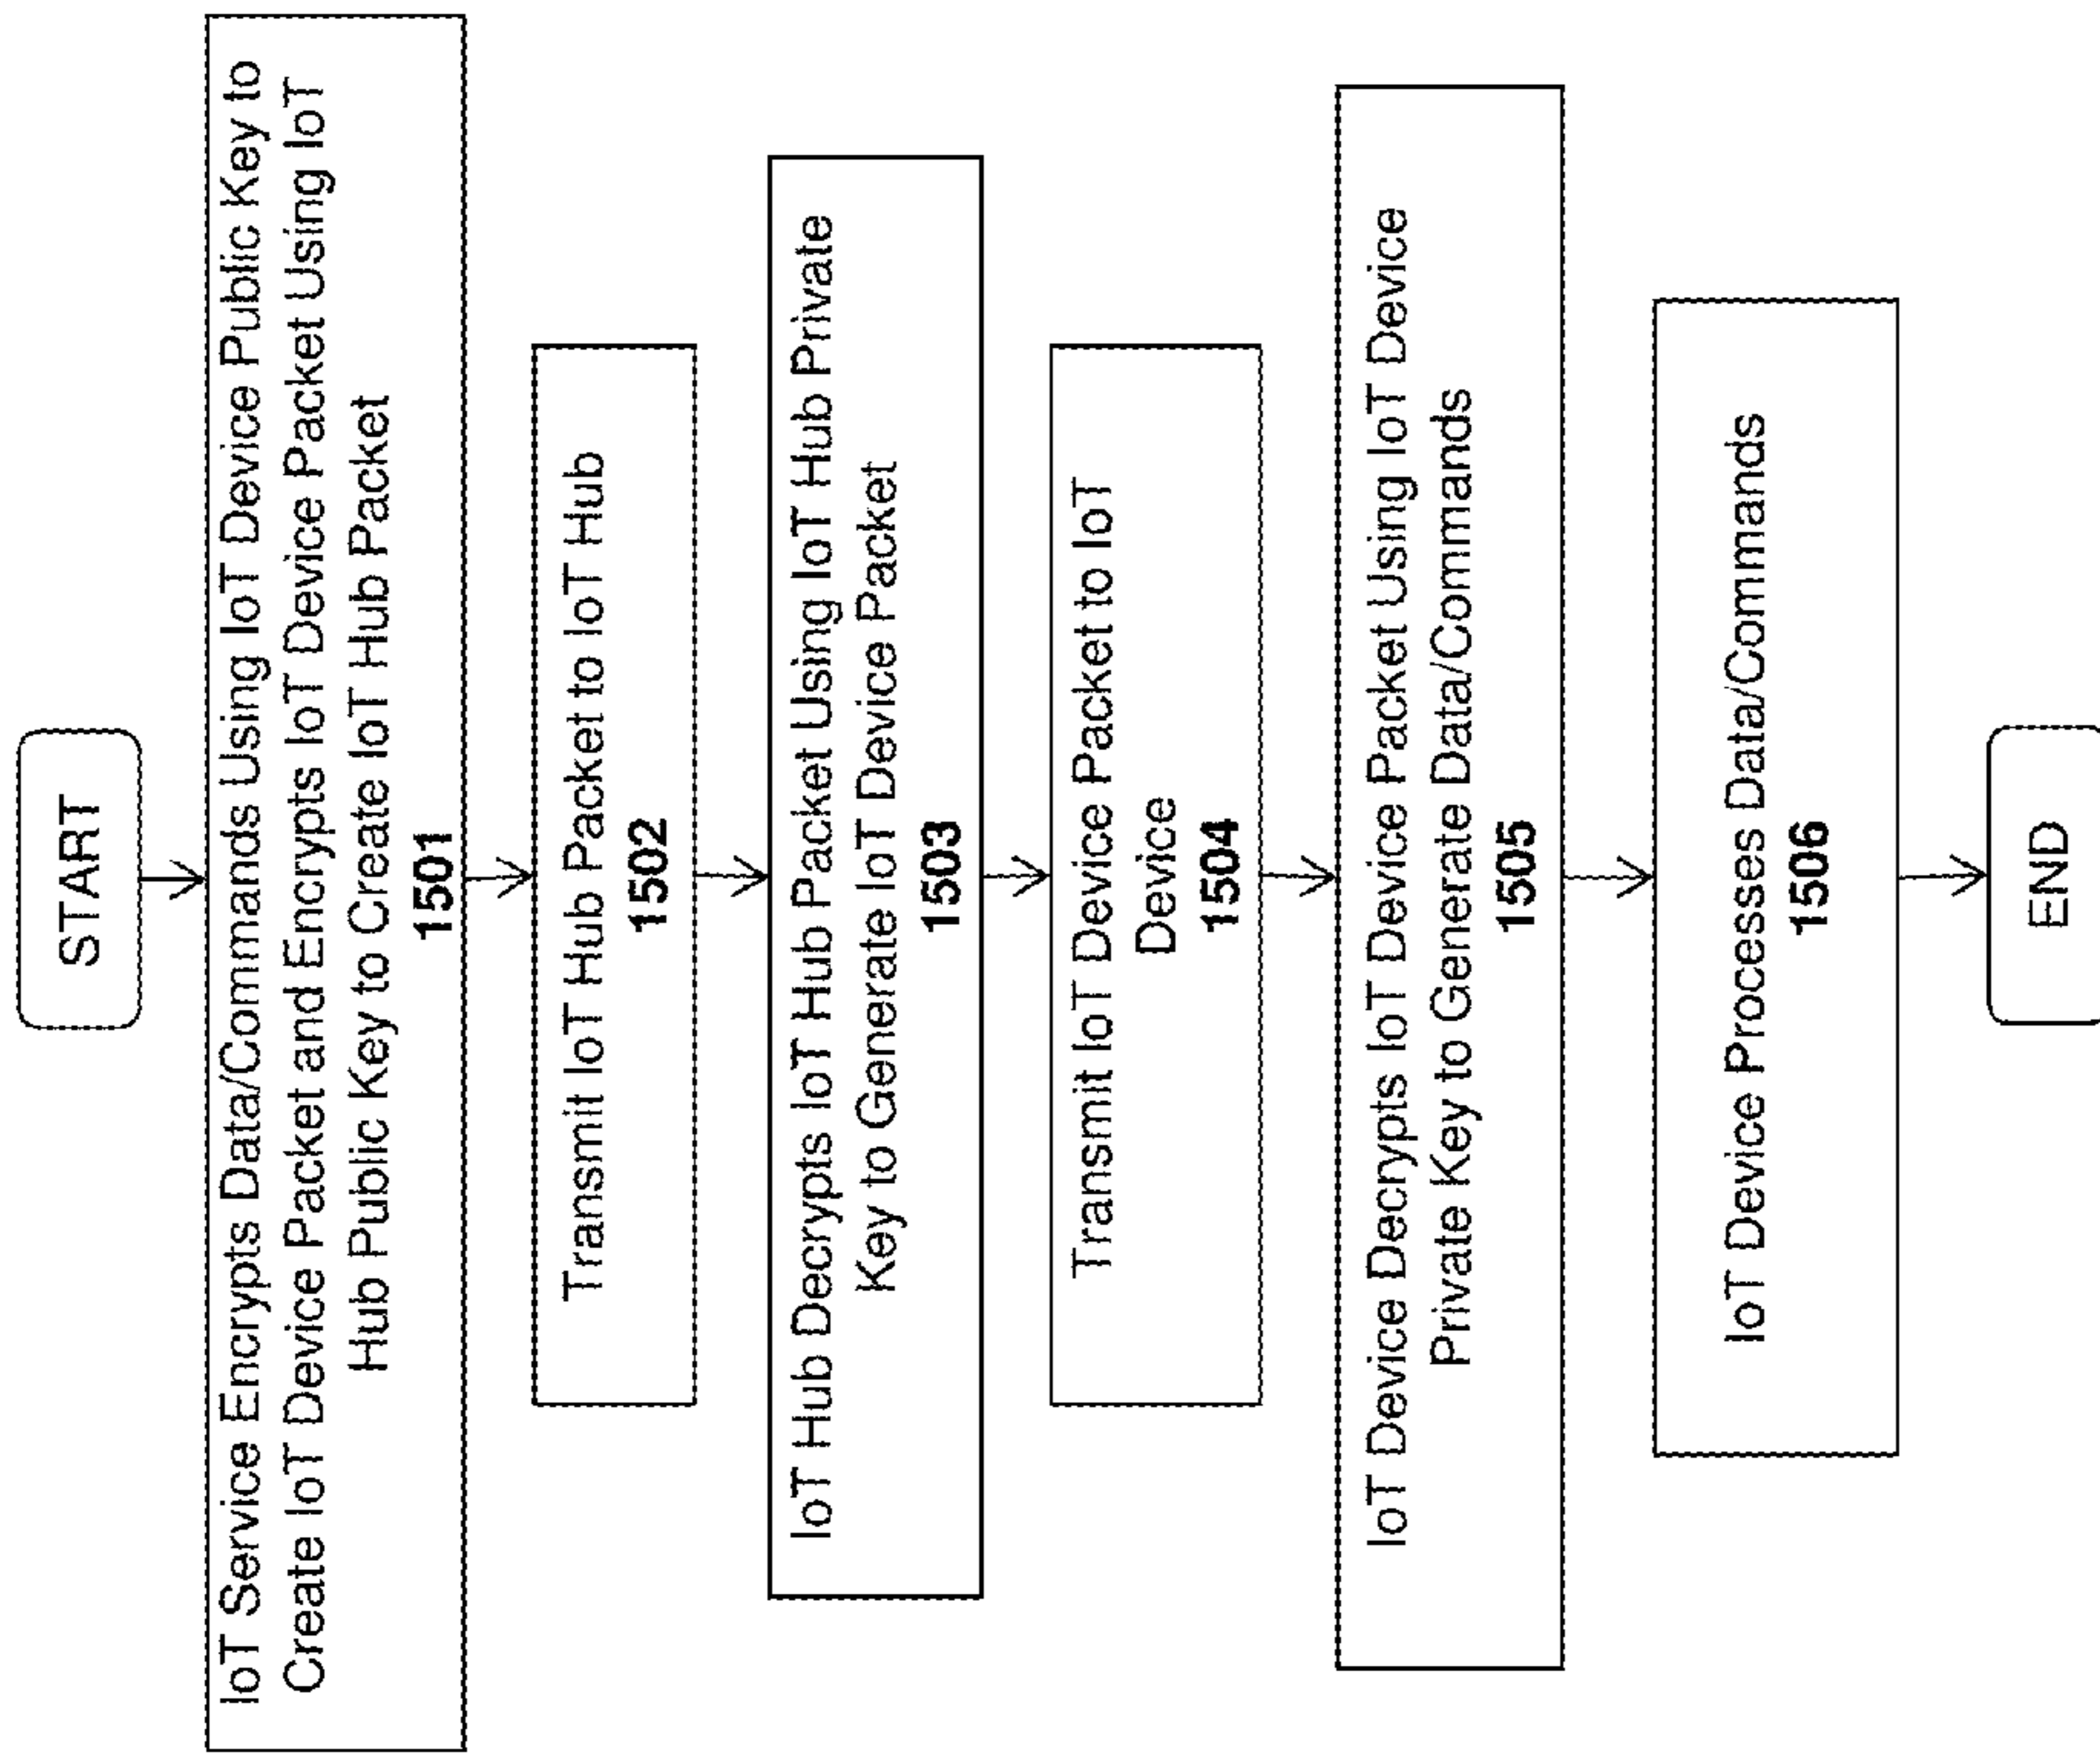 START
IoT Service Encrypts Data/Commands Using IoT Device Public Key to
Create IoT Device Packet and Encrypts IoT Device Packet Using IoT
Hub Public Key to Create IoT Hub Packet
1501
Transmit IoT Hub Packet to IoT Hub
1502
IoT Hub Decrypts IoT Hub Packet Using IoT Hub Private
Key to Generate IoT Device Packet
1503
Transmit IoT Device Packet to IoT
Device
1504
IoT Device Decrypts IoT Device Packet Using IoT Device
Private Key to Generate Data/Commands
1505
IoT Device Processes Data/Commands
1506
END